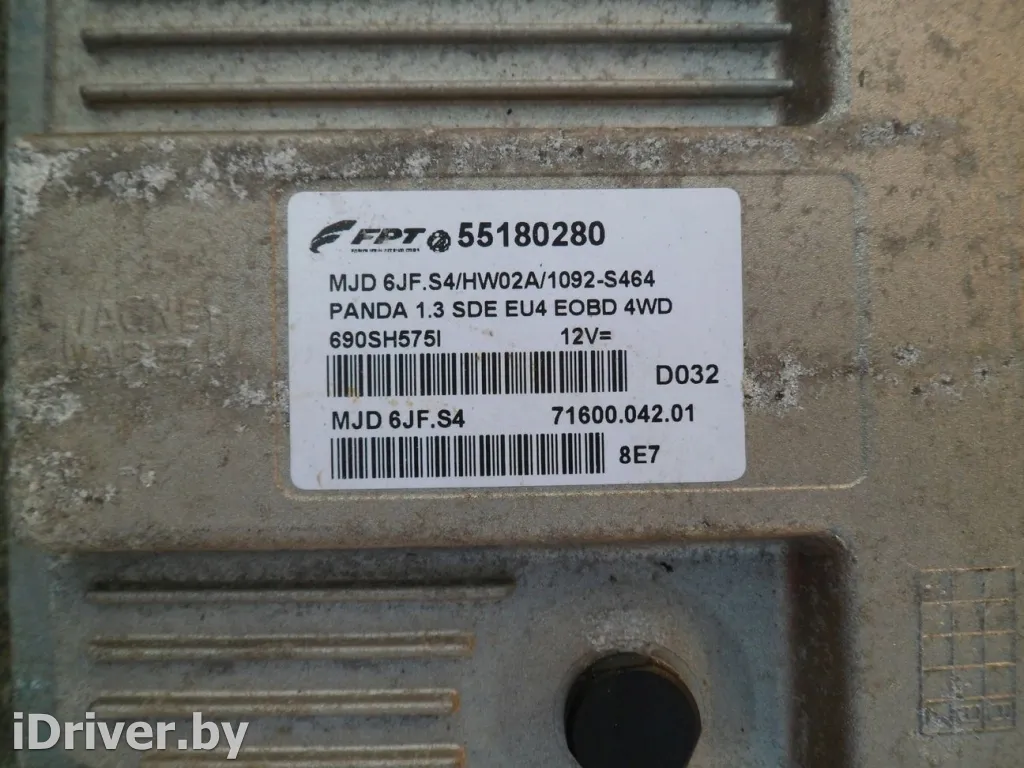 FPT 55180280
MJD 6JF.S4/HW02A/1092-S464
PANDA 1.3 SDE EU4 EOBD 4WD
690SH575I 12V=
D032
MJD 6JF.S4 71600.042.01
8E7
iDriver.by